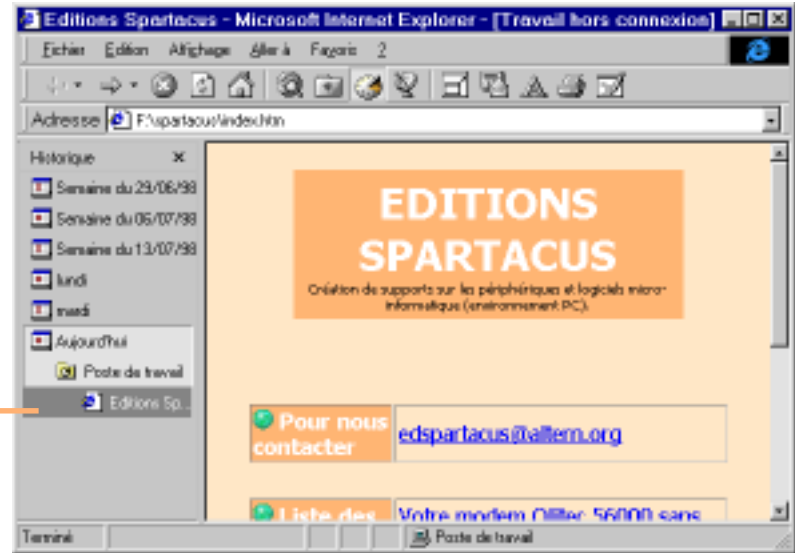 Editions Spartacus - Microsoft Internet Explorer - [Travail hors connexion]
Fichier Edition Affichage Aller à Favoris ?
Adresse F:\spartacus\index.htm
Historique x
Semaine du 29/06/98
Semaine du 06/07/98
Semaine du 13/07/98
lundi
mardi
Aujourd'hui
Poste de travail
Editions Sp...
EDITIONS
SPARTACUS
Création de supports sur les périphériques et logiciels micro-
informatique (environnement PC).
Pour nous
contacter
edspartacus@altern.org
Liste des
Votre modem Olitec 56000 sans
Terminé
Poste de travail